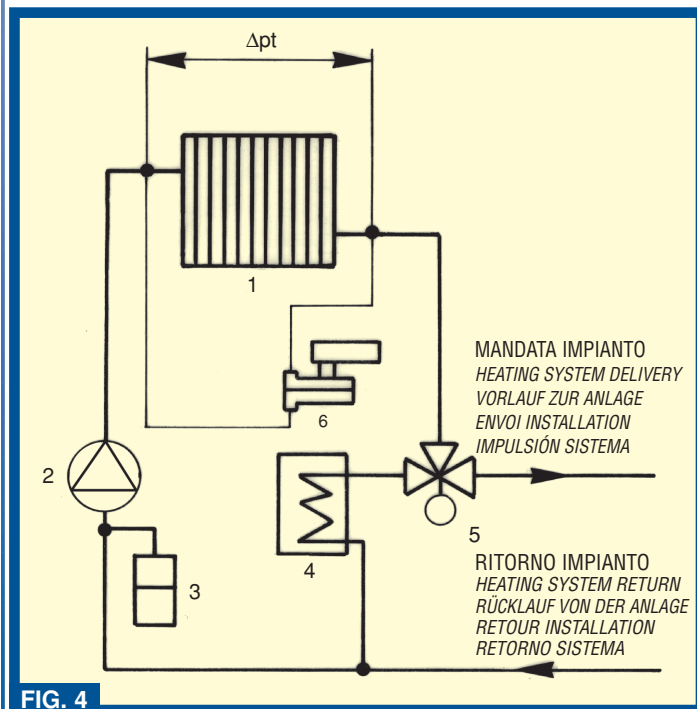 Δpt
1
2
3
4
5
6
MANDATA IMPIANTO
HEATING SYSTEM DELIVERY
VORLAUF ZUR ANLAGE
ENVOI INSTALLATION
IMPULSIÓN SISTEMA
RITORNO IMPIANTO
HEATING SYSTEM RETURN
RÜCKLAUF VON DER ANLAGE
RETOUR INSTALLATION
RETORNO SISTEMA
FIG. 4